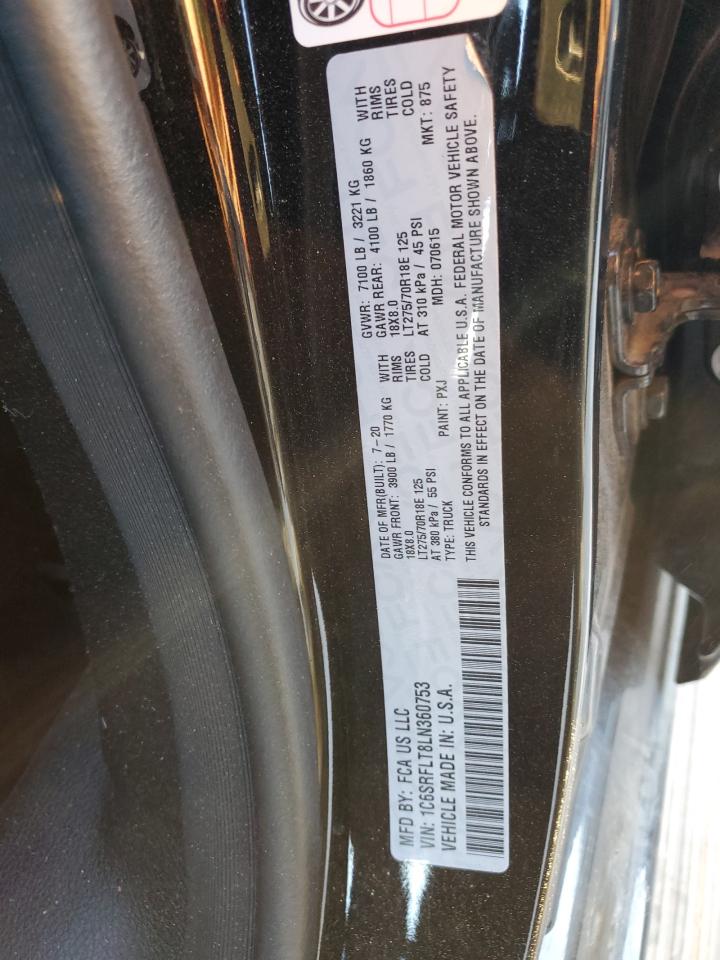 MFD BY: FCA US LLC
VIN: 1C6SRFLT8LN360753
VEHICLE MADE IN: U.S.A.
DATE OF MFR(BUILT): 7-20 GVWR: 7100 LB / 3221 KG
GAWR FRONT: 3900 LB / 1770 KG WITH GAWR REAR: 4100 LB / 1860 KG WITH
18X8.0 RIMS 18X8.0 RIMS
LT275/70R18E 125 TIRES LT275/70R18E 125 TIRES
AT 380 kPa / 55 PSI COLD AT 310 kPa / 45 PSI COLD
TYPE: TRUCK PAINT: PXJ MDH: 070615 MKT: 875
THIS VEHICLE CONFORMS TO ALL APPLICABLE U.S.A. FEDERAL MOTOR VEHICLE SAFETY
STANDARDS IN EFFECT ON THE DATE OF MANUFACTURE SHOWN ABOVE.